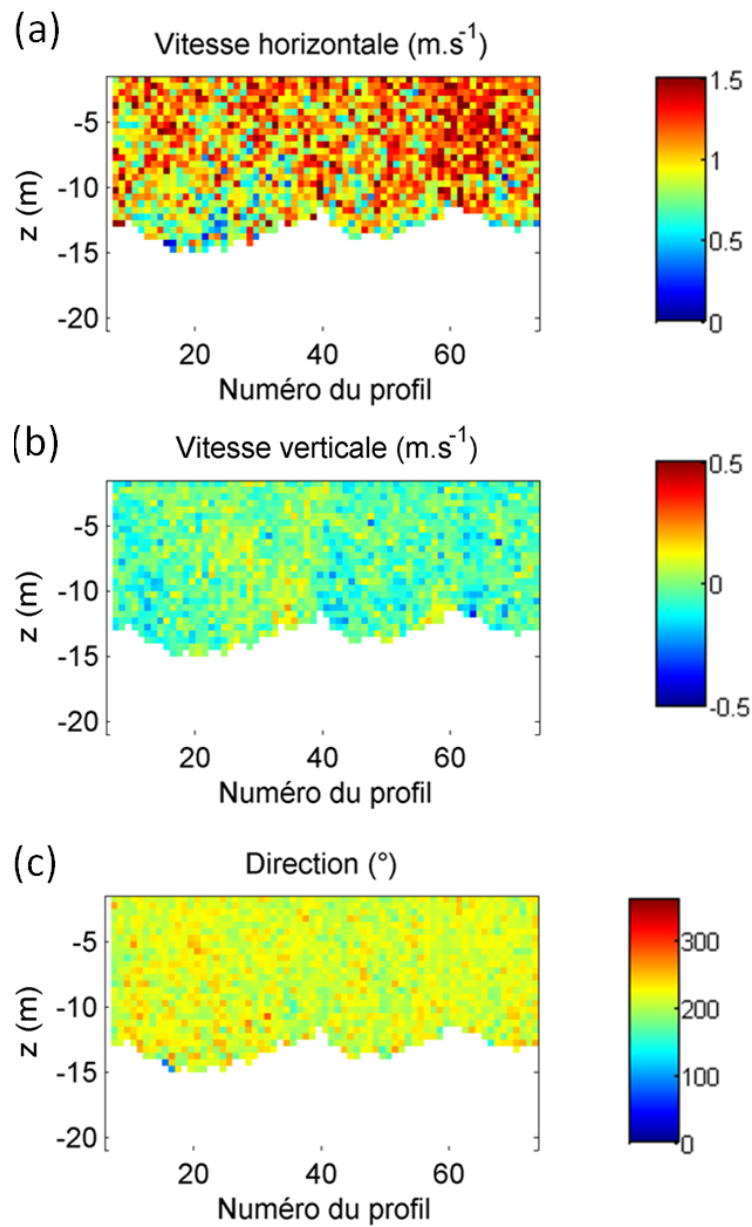 (a)
Vitesse horizontale (m.s-1)
1.5
-5
1
z (m)
-10
0.5
-15
-20
0
20 40 60
Numéro du profil
(b)
Vitesse verticale (m.s-1)
0.5
-5
z (m)
0
-10
-15
-20
-0.5
20 40 60
Numéro du profil
(c)
Direction (°)
300
-5
z (m)
200
-10
100
-15
-20
0
20 40 60
Numéro du profil